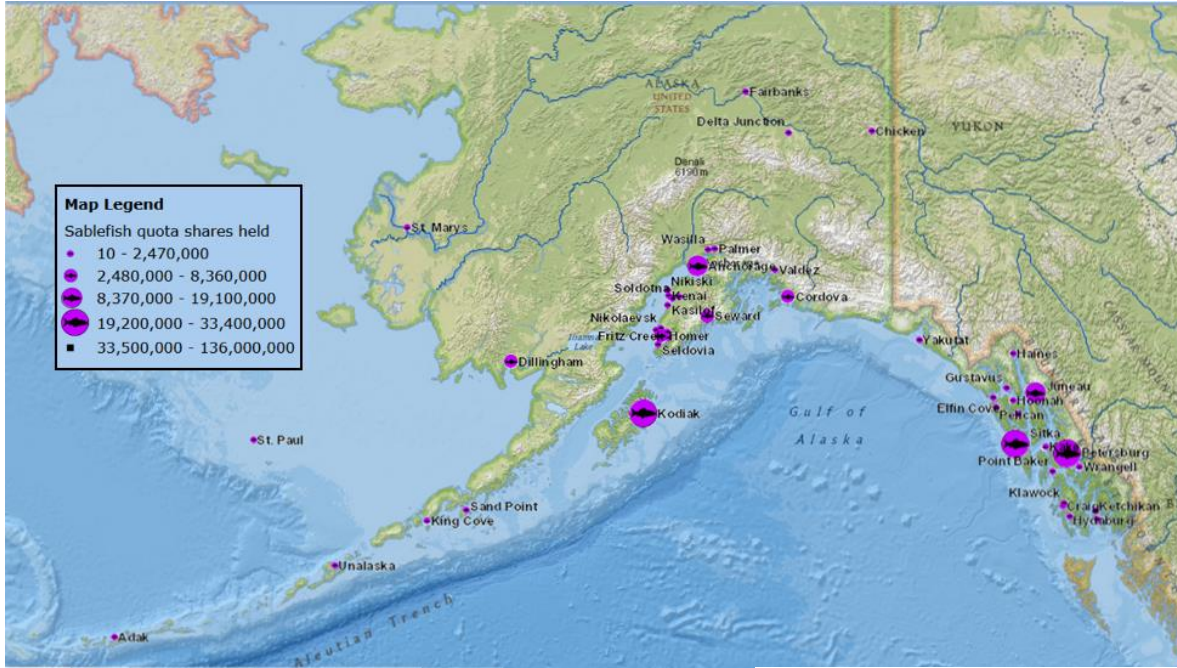 ALASKA
UNITED
STATES
Fairbanks
Delta Junction
Chicken
YUKON
Denali
6190 m
Map Legend
Sablefish quota shares held
10 - 2,470,000
2,480,000 - 8,360,000
8,370,000 - 19,100,000
19,200,000 - 33,400,000
33,500,000 - 136,000,000
St. Marys
Wasilla
Palmer
Anchorage
Valdez
Nikiski
Soldotna
Kenai
Cordova
Kasilof
Nikolaevsk
Seward
Fritz Creek
Homer
Lake
Seldovia
Yakutat
Haines
Dillingham
Gustavus
Juneau
Hoonah
Elfin Cove
Pelican
Kodiak
Gulf of
Alaska
Sitka
St. Paul
Petersburg
Point Baker
Wrangell
Klawock
Sand Point
Craig
Ketchikan
King Cove
Hydaburg
Unalaska
Aleutian Trench
Adak